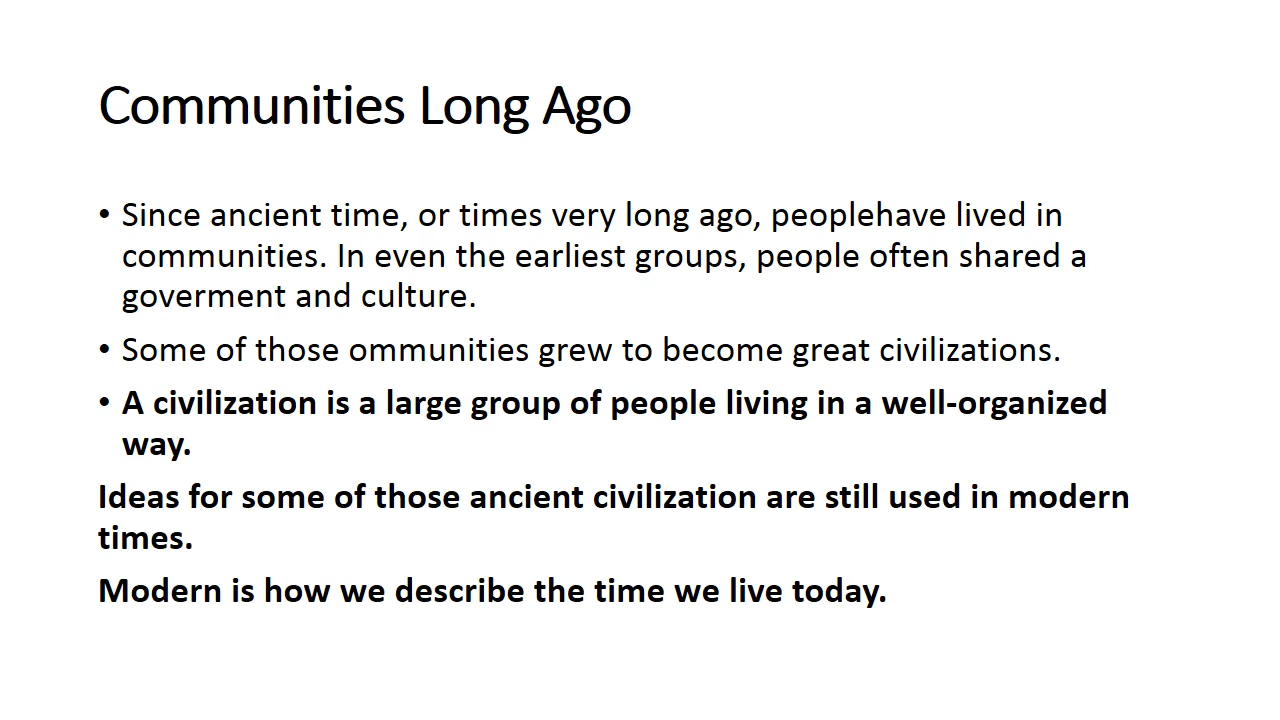 Communities Long Ago
• Since ancient time, or times very long ago, peoplehave lived in
communities. In even the earliest groups, people often shared a
goverment and culture.
• Some of those ommunities grew to become great civilizations.
• A civilization is a large group of people living in a well-organized
way.
Ideas for some of those ancient civilization are still used in modern
times.
Modern is how we describe the time we live today.